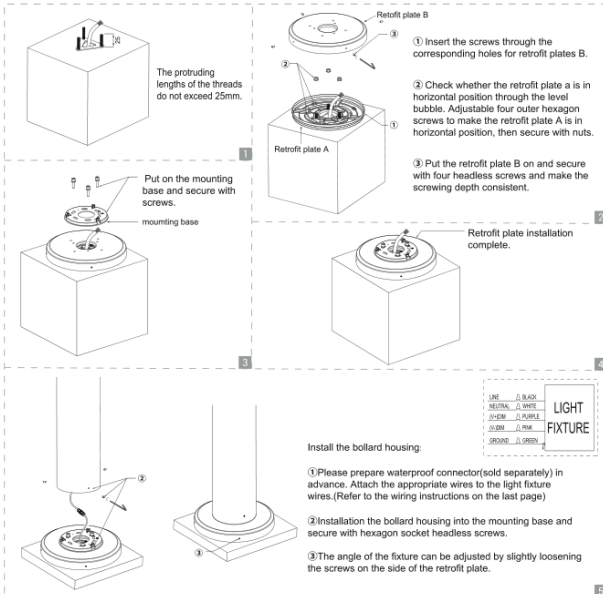 25
The protruding
lengths of the threads
do not exceed 25mm.
1
Retrofit plate B
③
②
①
Retrofit plate A
① Insert the screws through the
corresponding holes for retrofit plates B.
② Check whether the retrofit plate a is in
horizontal position through the level
bubble. Adjustable four outer hexagon
screws to make the retrofit plate A is in
horizontal position, then secure with nuts.
③ Put the retrofit plate B on and secure
with four headless screws and make the
screwing depth consistent.
2
Put on the mounting
base and secure with
screws.
mounting base
3
Retrofit plate installation
complete.
4
②
③
LINE BLACK
NEUTRAL WHITE
(V+)DIM PURPLE
(V-)DIM PINK
GROUND GREEN
LIGHT
FIXTURE
Install the bollard housing:
①Please prepare waterproof connector(sold separately) in
advance. Attach the appropriate wires to the light fixture
wires.(Refer to the wiring instructions on the last page)
②Installation the bollard housing into the mounting base and
secure with hexagon socket headless screws.
③The angle of the fixture can be adjusted by slightly loosening
the screws on the side of the retrofit plate.
5